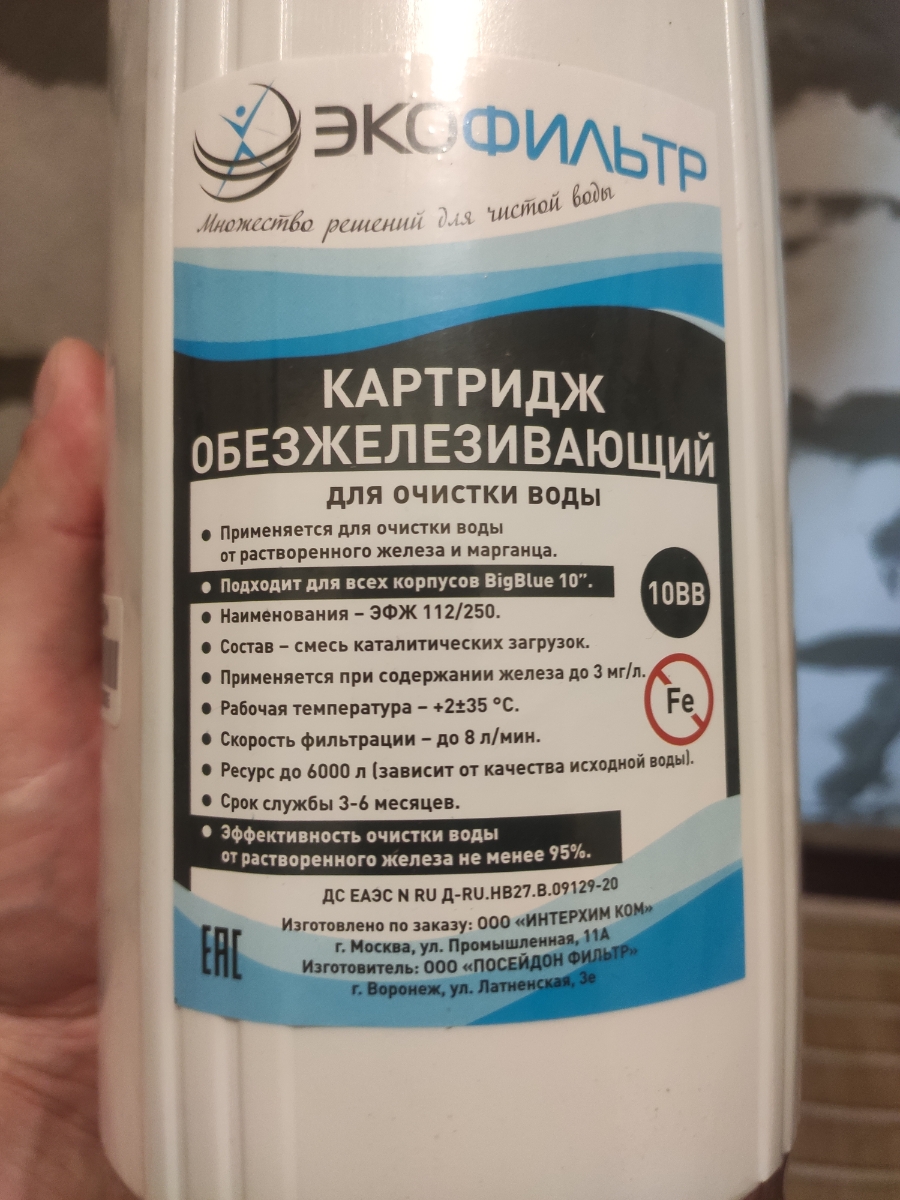 ЭКОФИЛЬТР
Множество решений для чистой воды
КАРТРИДЖ
ОБЕЗЖЕЛЕЗИВАЮЩИЙ
ДЛЯ ОЧИСТКИ ВОДЫ
• Применяется для очистки воды
от растворенного железа и марганца.
• Подходит для всех корпусов BigBlue 10”.
10BB
• Наименования – ЭФЖ 112/250.
• Состав – смесь каталитических загрузок.
• Применяется при содержании железа до 3 мг/л.
Fe
• Рабочая температура – +2±35 °C.
• Скорость фильтрации – до 8 л/мин.
• Ресурс до 6000 л (зависит от качества исходной воды).
• Срок службы 3-6 месяцев.
• Эффективность очистки воды
от растворенного железа не менее 95%.
ДС ЕАЭС N RU Д-RU.НВ27.В.09129-20
Изготовлено по заказу: ООО «ИНТЕРХИМ КОМ»
г. Москва, ул. Промышленная, 11А
Изготовитель: ООО «ПОСЕЙДОН ФИЛЬТР»
г. Воронеж, ул. Латненская, 3е
EAC